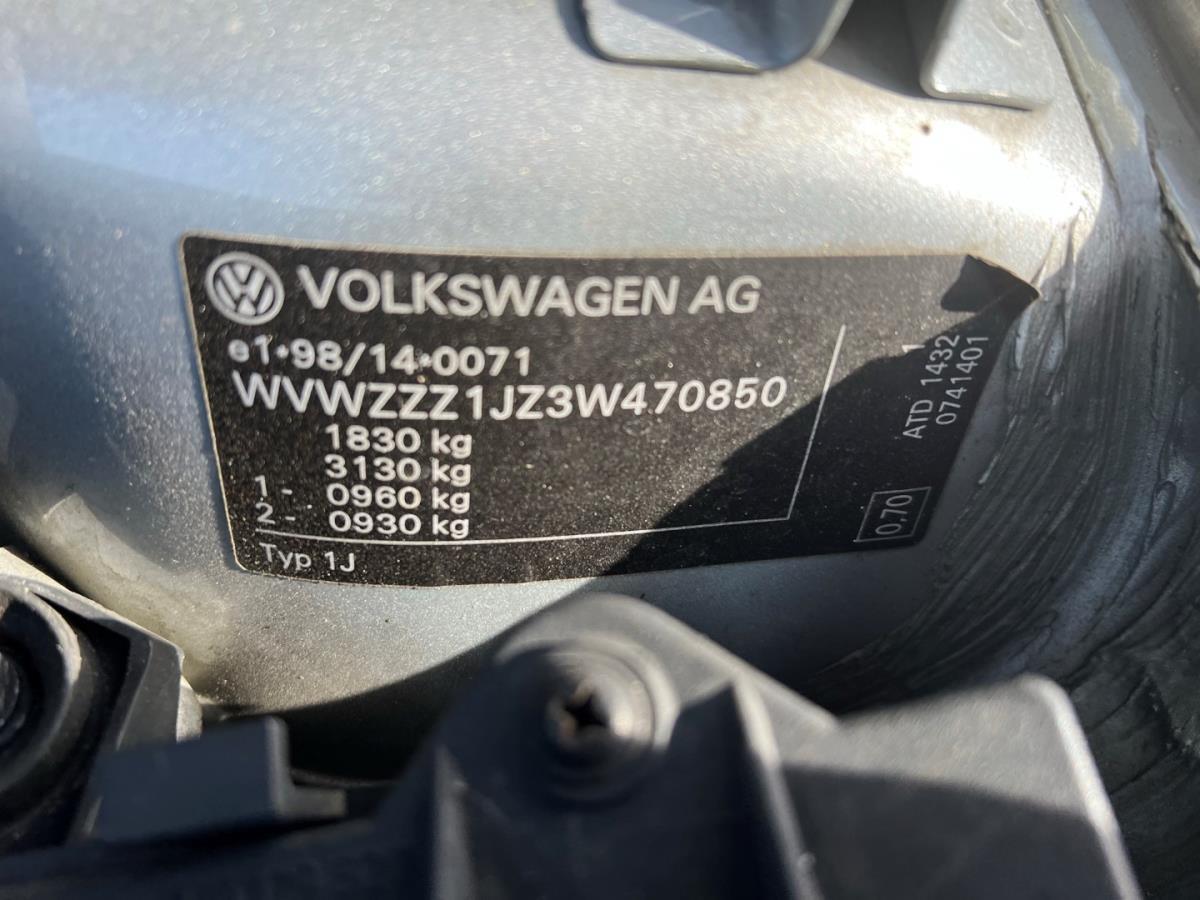 VOLKSWAGEN AG
e1*98/14*0071
WVWZZZ1JZ3W470850
1830 kg
3130 kg
1 - 0960 kg
2 - 0930 kg
Typ 1J
1
ATD 1432
0741401
0,70